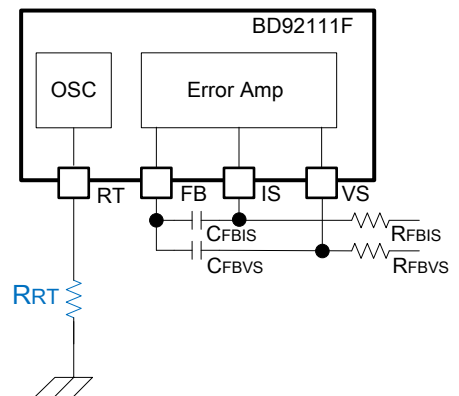 BD92111F
OSC
Error Amp
RT
FB
IS
VS
CFBIS
RFBIS
CFBVS
RFBVS
RRT